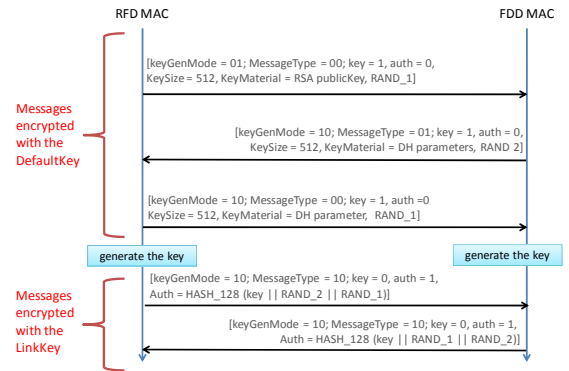 RFD MAC
FDD MAC
[keyGenMode = 01; MessageType = 00; key = 1, auth = 0,
KeySize = 512, KeyMaterial = RSA publicKey, RAND_1]
[keyGenMode = 10; MessageType = 01; key = 1, auth = 0,
KeySize = 512, KeyMaterial = DH parameters, RAND 2]
Messages
encrypted
with the
DefaultKey
[keyGenMode = 10; MessageType = 00; key = 1, auth =0
KeySize = 512, KeyMaterial = DH parameter, RAND_1]
generate the key
generate the key
[keyGenMode = 10; MessageType = 10; key = 0, auth = 1,
Auth = HASH_128 (key || RAND_2 || RAND_1)]
Messages
encrypted
with the
LinkKey
[keyGenMode = 10; MessageType = 10; key = 0, auth = 1,
Auth = HASH_128 (key || RAND_1 || RAND_2)]